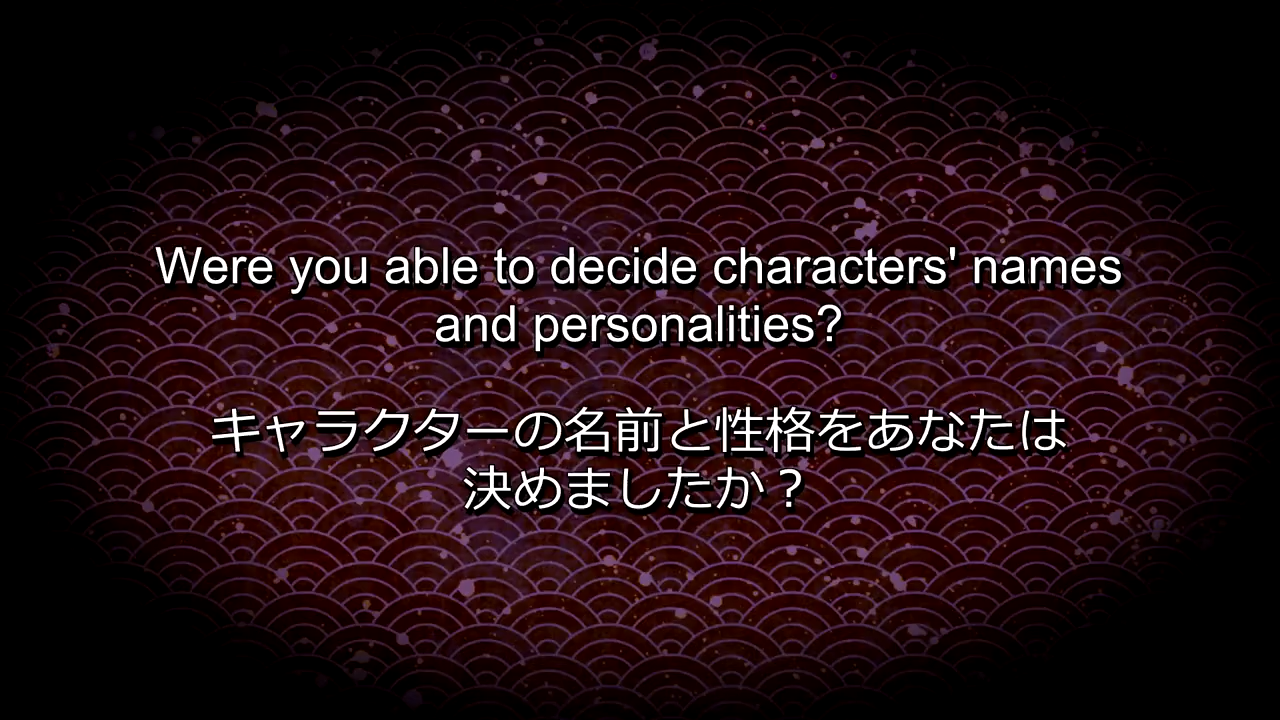 Were you able to decide characters' names
and personalities?
キャラクターの名前と性格をあなたは
決めましたか？